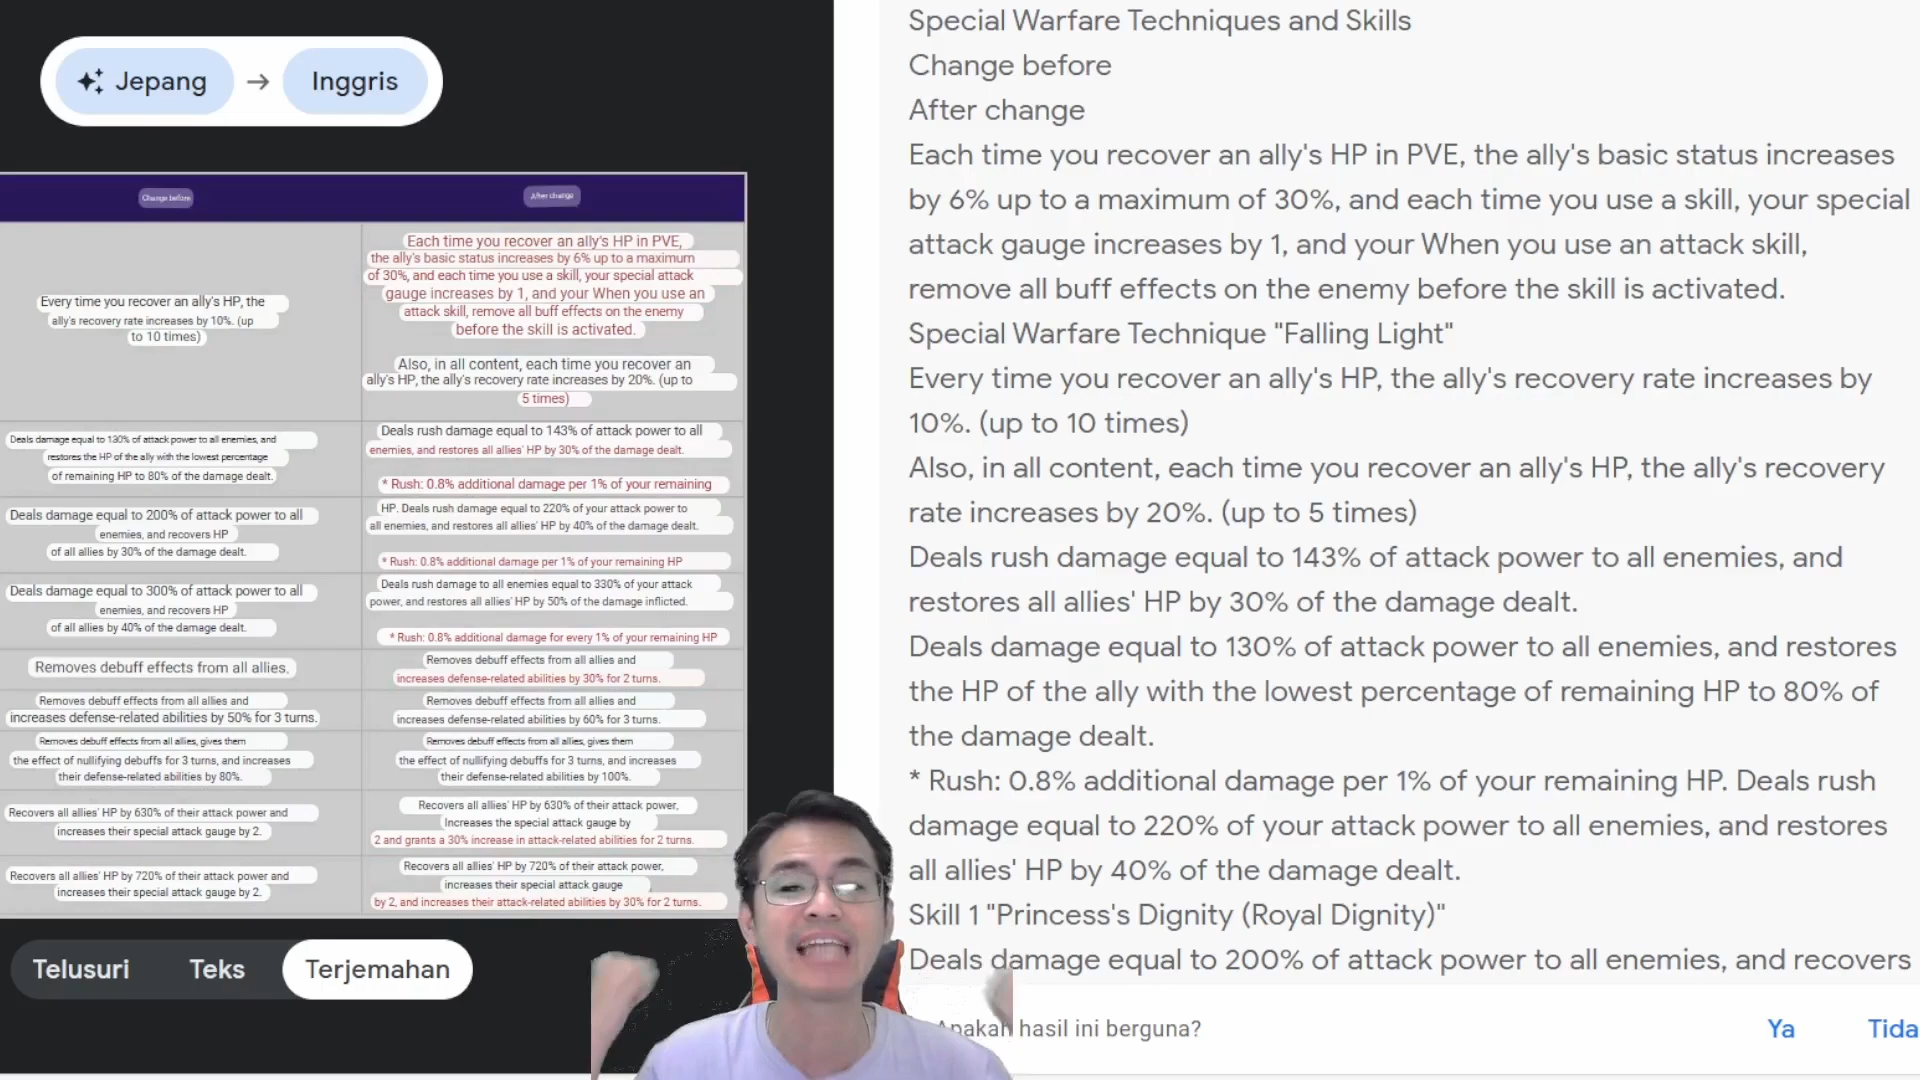 Jepang → Inggris
Change before
After change
Every time you recover an ally's HP, the
ally's recovery rate increases by 10%. (up
to 10 times)
Each time you recover an ally's HP in PVE,
the ally's basic status increases by 6% up to a maximum
of 30%, and each time you use a skill, your special attack
gauge increases by 1, and your When you use an
attack skill, remove all buff effects on the enemy
before the skill is activated.
Also, in all content, each time you recover an
ally's HP, the ally's recovery rate increases by 20%. (up to
5 times)
Deals damage equal to 130% of attack power to all enemies, and
restores the HP of the ally with the lowest percentage
of remaining HP to 80% of the damage dealt.
Deals rush damage equal to 143% of attack power to all
enemies, and restores all allies' HP by 30% of the damage dealt.
* Rush: 0.8% additional damage per 1% of your remaining
Deals damage equal to 200% of attack power to all
enemies, and recovers HP
of all allies by 30% of the damage dealt.
HP. Deals rush damage equal to 220% of your attack power to
all enemies, and restores all allies' HP by 40% of the damage dealt.
* Rush: 0.8% additional damage per 1% of your remaining HP
Deals damage equal to 300% of attack power to all
enemies, and recovers HP
of all allies by 40% of the damage dealt.
Deals rush damage to all enemies equal to 330% of your attack
power, and restores all allies' HP by 50% of the damage inflicted.
* Rush: 0.8% additional damage for every 1% of your remaining HP
Removes debuff effects from all allies.
Removes debuff effects from all allies and
increases defense-related abilities by 30% for 2 turns.
Removes debuff effects from all allies and
increases defense-related abilities by 50% for 3 turns.
Removes debuff effects from all allies and
increases defense-related abilities by 60% for 3 turns.
Removes debuff effects from all allies, gives them
the effect of nullifying debuffs for 3 turns, and increases
their defense-related abilities by 80%.
Removes debuff effects from all allies, gives them
the effect of nullifying debuffs for 3 turns, and increases
their defense-related abilities by 100%.
Recovers all allies' HP by 630% of their attack power and
increases their special attack gauge by 2.
Recovers all allies' HP by 630% of their attack power,
Increases the special attack gauge by
2 and grants a 30% increase in attack-related abilities for 2 turns.
Recovers all allies' HP by 720% of their attack power and
increases their special attack gauge by 2.
Recovers all allies' HP by 720% of their attack power,
increases their special attack gauge
by 2, and increases their attack-related abilities by 30% for 2 turns.
Telusuri Teks Terjemahan
Special Warfare Techniques and Skills
Change before
After change
Each time you recover an ally's HP in PVE, the ally's basic status increases
by 6% up to a maximum of 30%, and each time you use a skill, your special
attack gauge increases by 1, and your When you use an attack skill,
remove all buff effects on the enemy before the skill is activated.
Special Warfare Technique "Falling Light"
Every time you recover an ally's HP, the ally's recovery rate increases by
10%. (up to 10 times)
Also, in all content, each time you recover an ally's HP, the ally's recovery
rate increases by 20%. (up to 5 times)
Deals rush damage equal to 143% of attack power to all enemies, and
restores all allies' HP by 30% of the damage dealt.
Deals damage equal to 130% of attack power to all enemies, and restores
the HP of the ally with the lowest percentage of remaining HP to 80% of
the damage dealt.
* Rush: 0.8% additional damage per 1% of your remaining HP. Deals rush
damage equal to 220% of your attack power to all enemies, and restores
all allies' HP by 40% of the damage dealt.
Skill 1 "Princess's Dignity (Royal Dignity)"
Deals damage equal to 200% of attack power to all enemies, and recovers
Apakah hasil ini berguna?
Ya
Tida